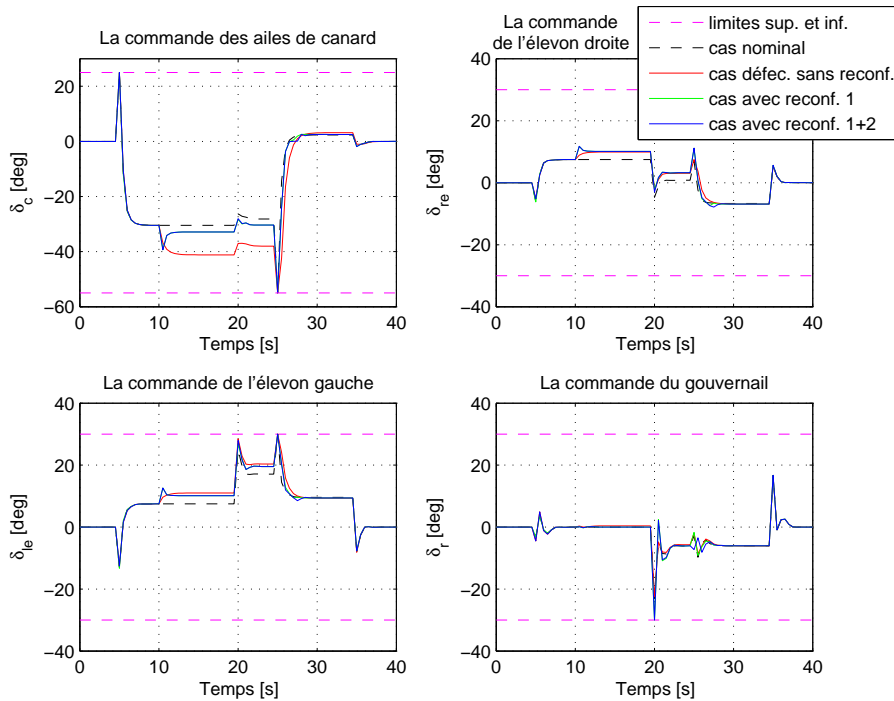 La commande des ailes de canard
20
0
−20
−40
−60
δc [deg]
0
10
20
30
40
Temps [s]
La commande
de l'élevon droite
40
20
0
−20
−40
δre [deg]
0
10
20
30
40
Temps [s]
limites sup. et inf.
cas nominal
cas défec. sans reconf.
cas avec reconf. 1
cas avec reconf. 1+2
La commande de l'élevon gauche
40
20
0
−20
−40
δle [deg]
0
10
20
30
40
Temps [s]
La commande du gouvernail
40
20
0
−20
−40
δr [deg]
0
10
20
30
40
Temps [s]